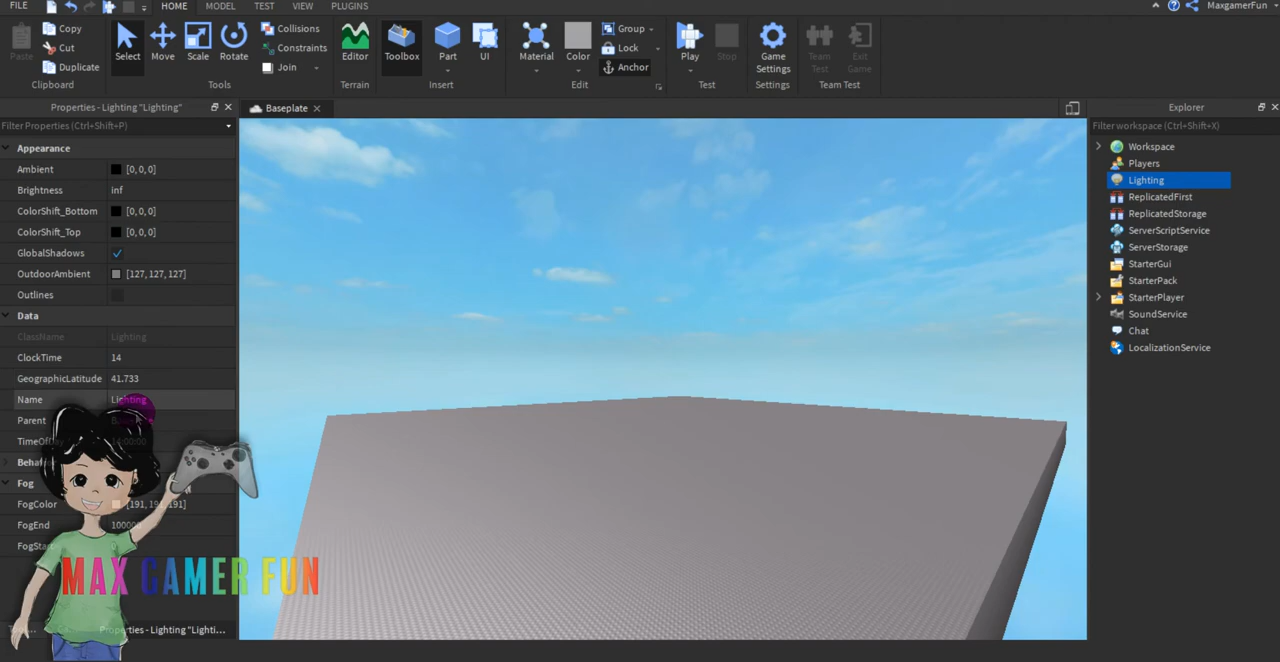 FILE HOME MODEL TEST VIEW PLUGINS MaxgamerFun
Paste Copy Cut Duplicate Select Move Scale Rotate Collisions Constraints Join Editor Toolbox Part UI Material Color Group Lock Anchor Play Stop Game Settings Team Test Exit Game
Clipboard Tools Terrain Insert Edit Test Settings Team Test
Properties - Lighting "Lighting"
Filter Properties (Ctrl+Shift+P)
Appearance
Ambient [0, 0, 0]
Brightness inf
ColorShift_Bottom [0, 0, 0]
ColorShift_Top [0, 0, 0]
GlobalShadows
OutdoorAmbient [127, 127, 127]
Outlines
Data
ClassName Lighting
ClockTime 14
GeographicLatitude 41.733
Name Lighting
Parent
14:00:00
Fog
FogColor [191, 191, 191]
FogEnd 100000
MAX GAMER FUN
Properties - Lighting "Lighti...
Baseplate
Explorer
Filter workspace (Ctrl+Shift+X)
Workspace
Players
Lighting
ReplicatedFirst
ReplicatedStorage
ServerScriptService
ServerStorage
StarterGui
StarterPack
StarterPlayer
SoundService
Chat
LocalizationService